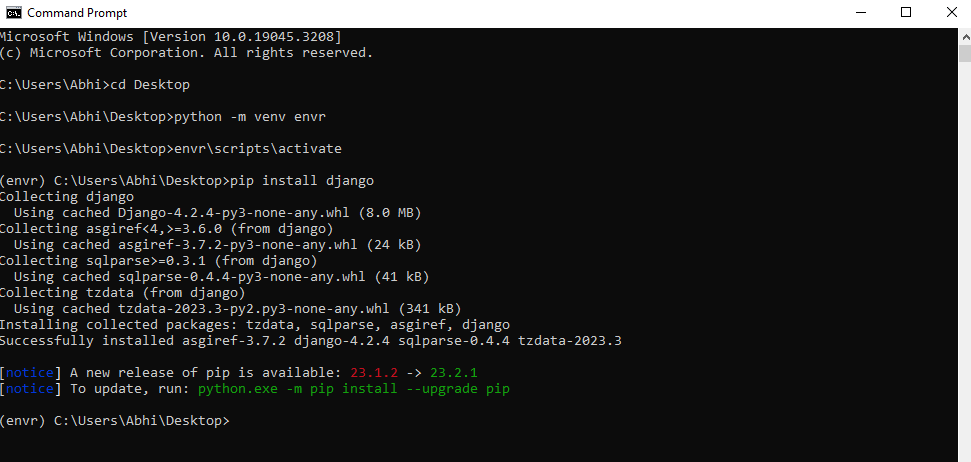 Command Prompt
Microsoft Windows [Version 10.0.19045.3208]
(c) Microsoft Corporation. All rights reserved.
C:\Users\Abhi>cd Desktop
C:\Users\Abhi\Desktop>python -m venv envr
C:\Users\Abhi\Desktop>envr\scripts\activate
(envr) C:\Users\Abhi\Desktop>pip install django
Collecting django
  Using cached Django-4.2.4-py3-none-any.whl (8.0 MB)
Collecting asgiref<4,>=3.6.0 (from django)
  Using cached asgiref-3.7.2-py3-none-any.whl (24 kB)
Collecting sqlparse>=0.3.1 (from django)
  Using cached sqlparse-0.4.4-py3-none-any.whl (41 kB)
Collecting tzdata (from django)
  Using cached tzdata-2023.3-py2.py3-none-any.whl (341 kB)
Installing collected packages: tzdata, sqlparse, asgiref, django
Successfully installed asgiref-3.7.2 django-4.2.4 sqlparse-0.4.4 tzdata-2023.3
[notice] A new release of pip is available: 23.1.2 -> 23.2.1
[notice] To update, run: python.exe -m pip install --upgrade pip
(envr) C:\Users\Abhi\Desktop>